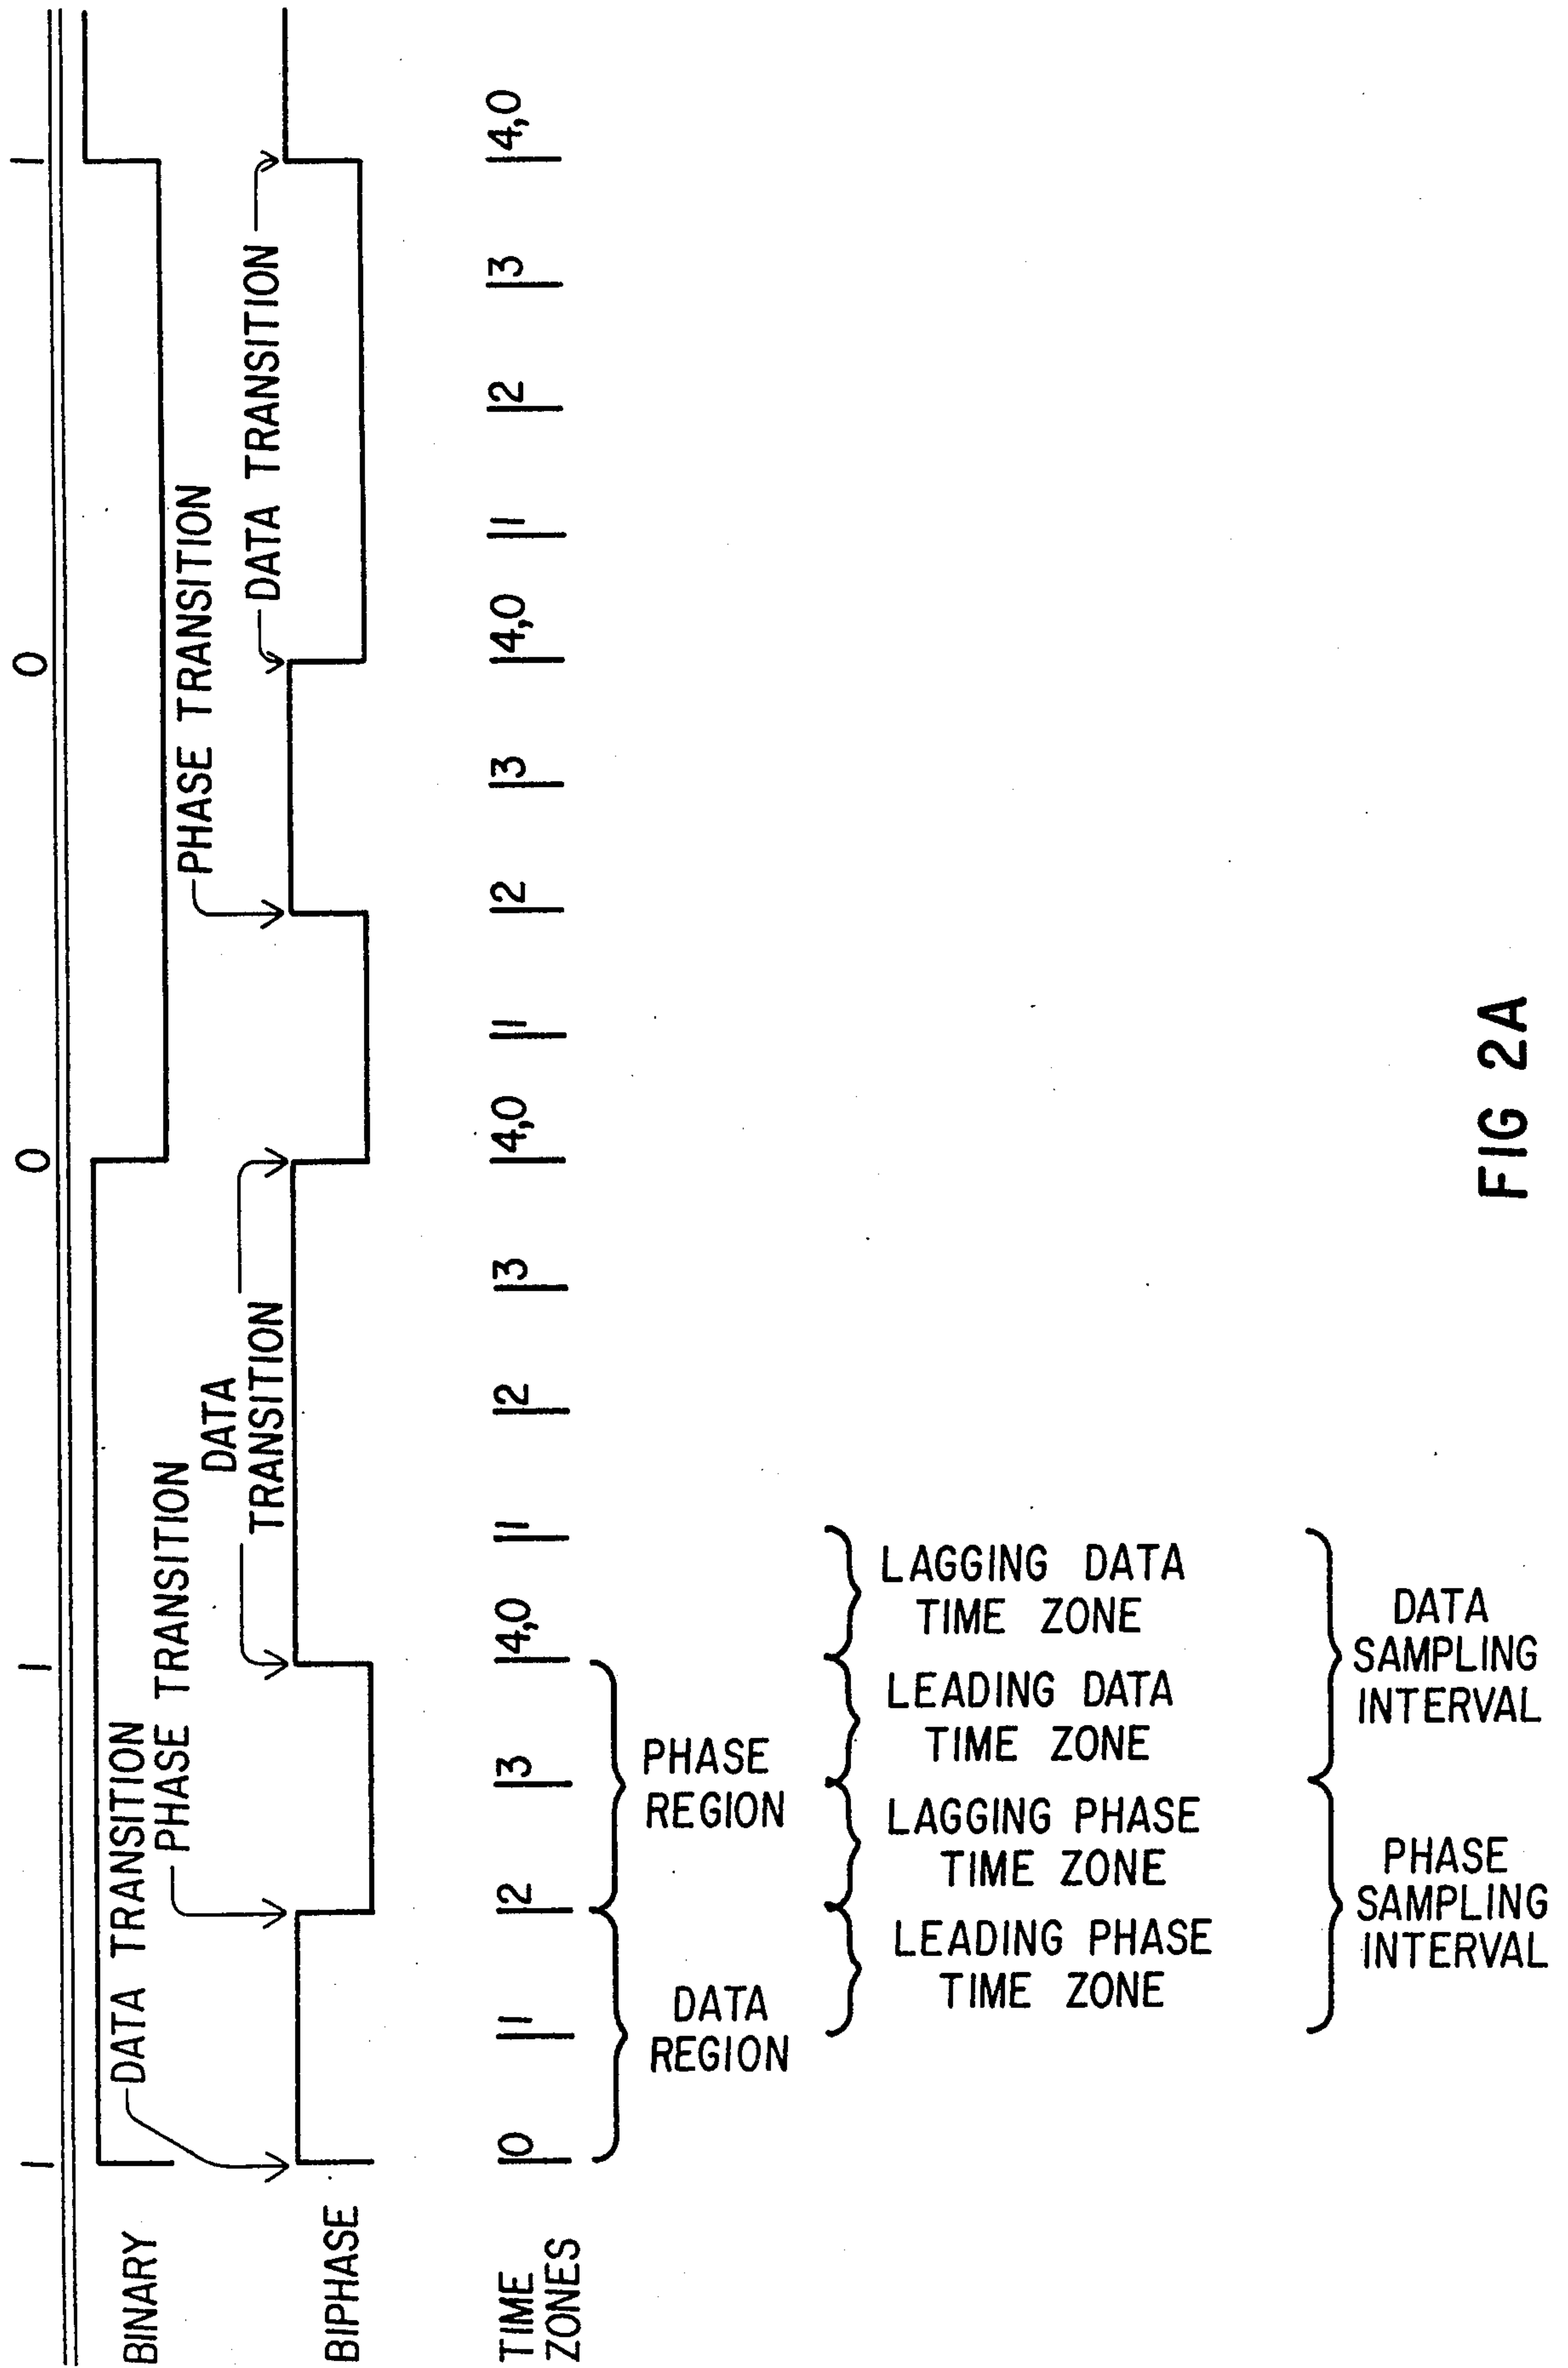 1 1 0 0 1
BINARY
DATA TRANSITION
PHASE TRANSITION
DATA
TRANSITION
PHASE TRANSITION
DATA TRANSITION
BIPHASE
TIME
ZONES
0 1 2 3 4,0 1 2 3 4,0 1 2 3 4,0 1 2 3 4,0
DATA
REGION
PHASE
REGION
LEADING PHASE
TIME ZONE
LAGGING PHASE
TIME ZONE
LEADING DATA
TIME ZONE
LAGGING DATA
TIME ZONE
PHASE
SAMPLING
INTERVAL
DATA
SAMPLING
INTERVAL
FIG 2A